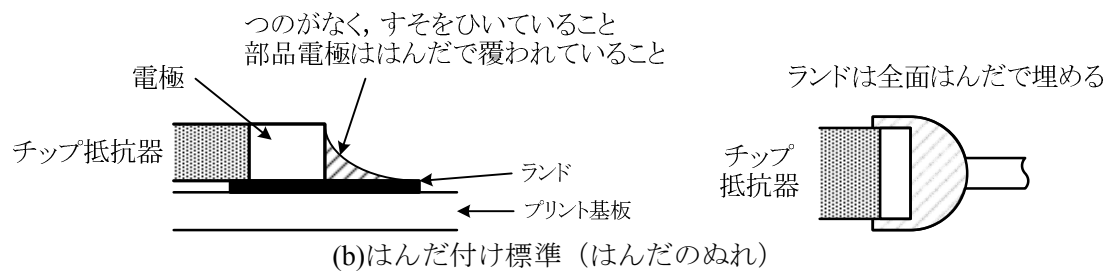 つのがなく, すそをひいていること
部品電極ははんだで覆われていること
電極
チップ抵抗器
ランド
プリント基板
ランドは全面はんだで埋める
チップ
抵抗器
(b)はんだ付け標準（はんだのぬれ）